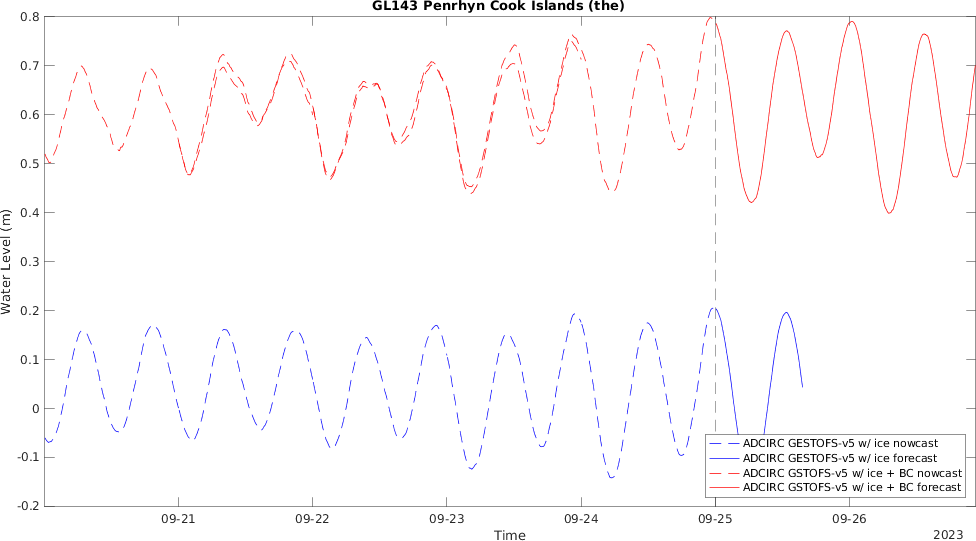 GL143 Penrhyn Cook Islands (the)
0.8
0.7
0.6
0.5
0.4
0.3
0.2
0.1
0
-0.1
-0.2
Water Level (m)
ADCIRC GESTOFS-v5 w/ ice nowcast
ADCIRC GESTOFS-v5 w/ ice forecast
ADCIRC GSTOFS-v5 w/ ice + BC nowcast
ADCIRC GSTOFS-v5 w/ ice + BC forecast
09-21 09-22 09-23 09-24 09-25 09-26
Time
2023